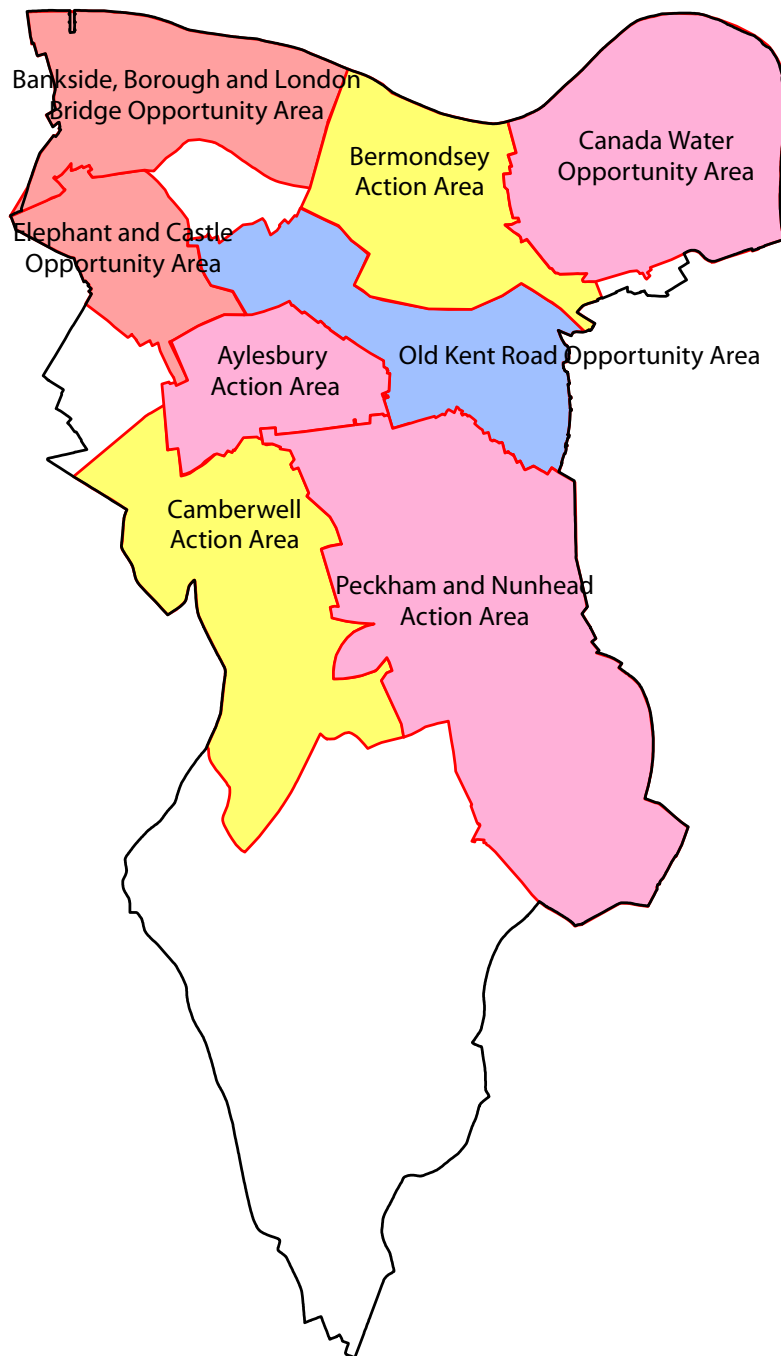 Bankside, Borough and London
Bridge Opportunity Area
Bermondsey
Action Area
Canada Water
Opportunity Area
Elephant and Castle
Opportunity Area
Aylesbury
Action Area
Old Kent Road Opportunity Area
Camberwell
Action Area
Peckham and Nunhead
Action Area